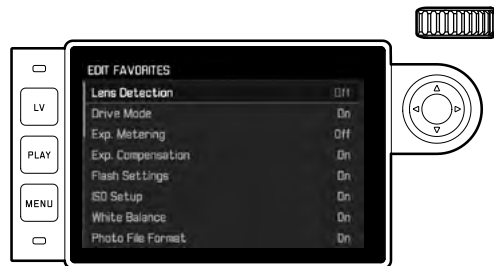 EDIT FAVORITES
Lens Detection Off
Drive Mode On
Exp. Metering Off
Exp. Compensation On
Flash Settings On
ISO Setup On
White Balance On
Photo File Format On
LV
PLAY
MENU